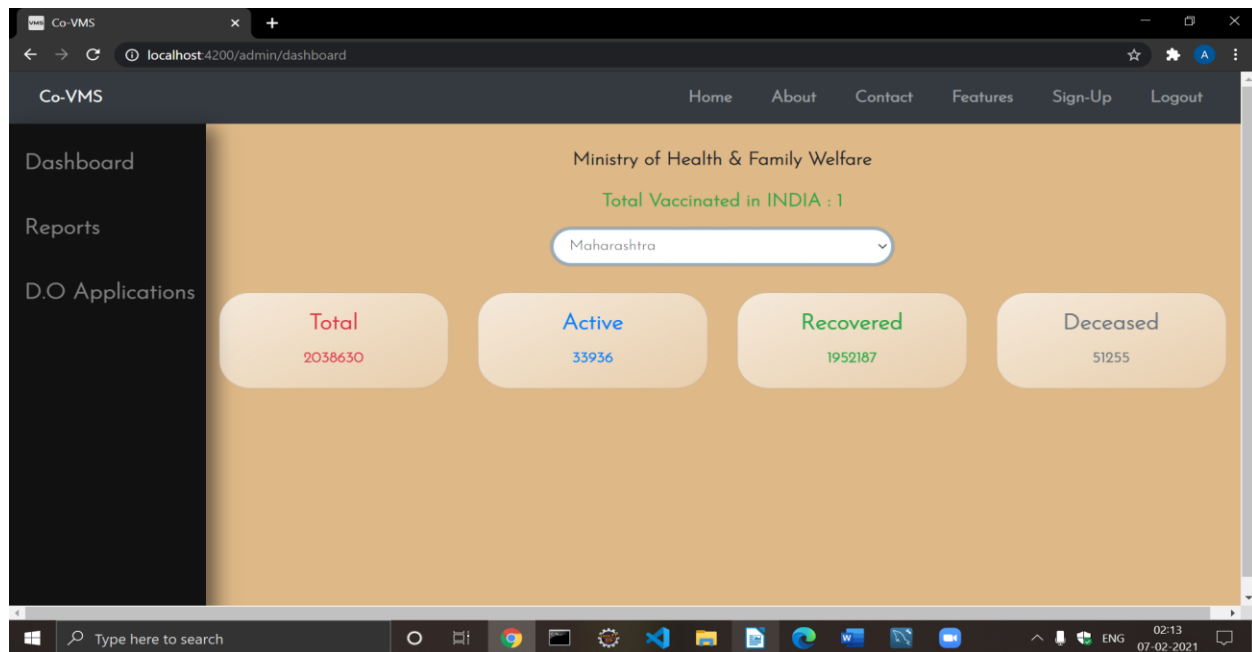 VMS Co-VMS
localhost:4200/admin/dashboard
A
Co-VMS
Home About Contact Features Sign-Up Logout
Dashboard
Reports
D.O Applications
Ministry of Health & Family Welfare
Total Vaccinated in INDIA : 1
Maharashtra
Total Active Recovered Deceased
2038630 33936 1952187 51255
Type here to search
ENG
02:13
07-02-2021